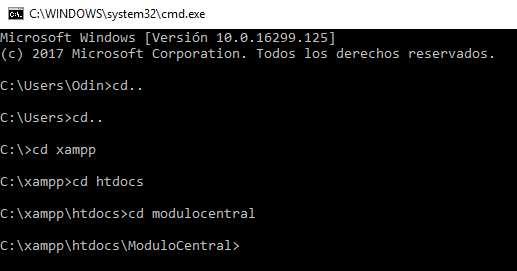 C:\WINDOWS\system32\cmd.exe
Microsoft Windows [Versión 10.0.16299.125]
(c) 2017 Microsoft Corporation. Todos los derechos reservados.
C:\Users\Odin>cd..
C:\Users>cd..
C:\>cd xampp
C:\xampp>cd htdocs
C:\xampp\htdocs>cd modulocentral
C:\xampp\htdocs\ModuloCentral>